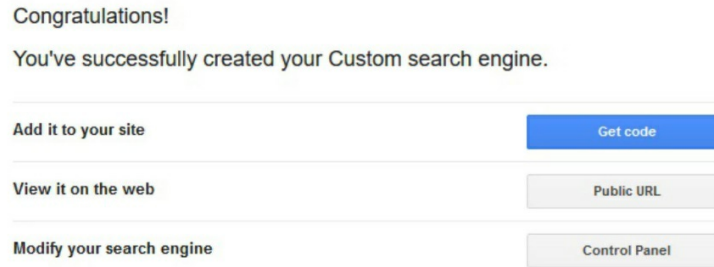 Congratulations!
You've successfully created your Custom search engine.
Add it to your site
Get code
View it on the web
Public URL
Modify your search engine
Control Panel